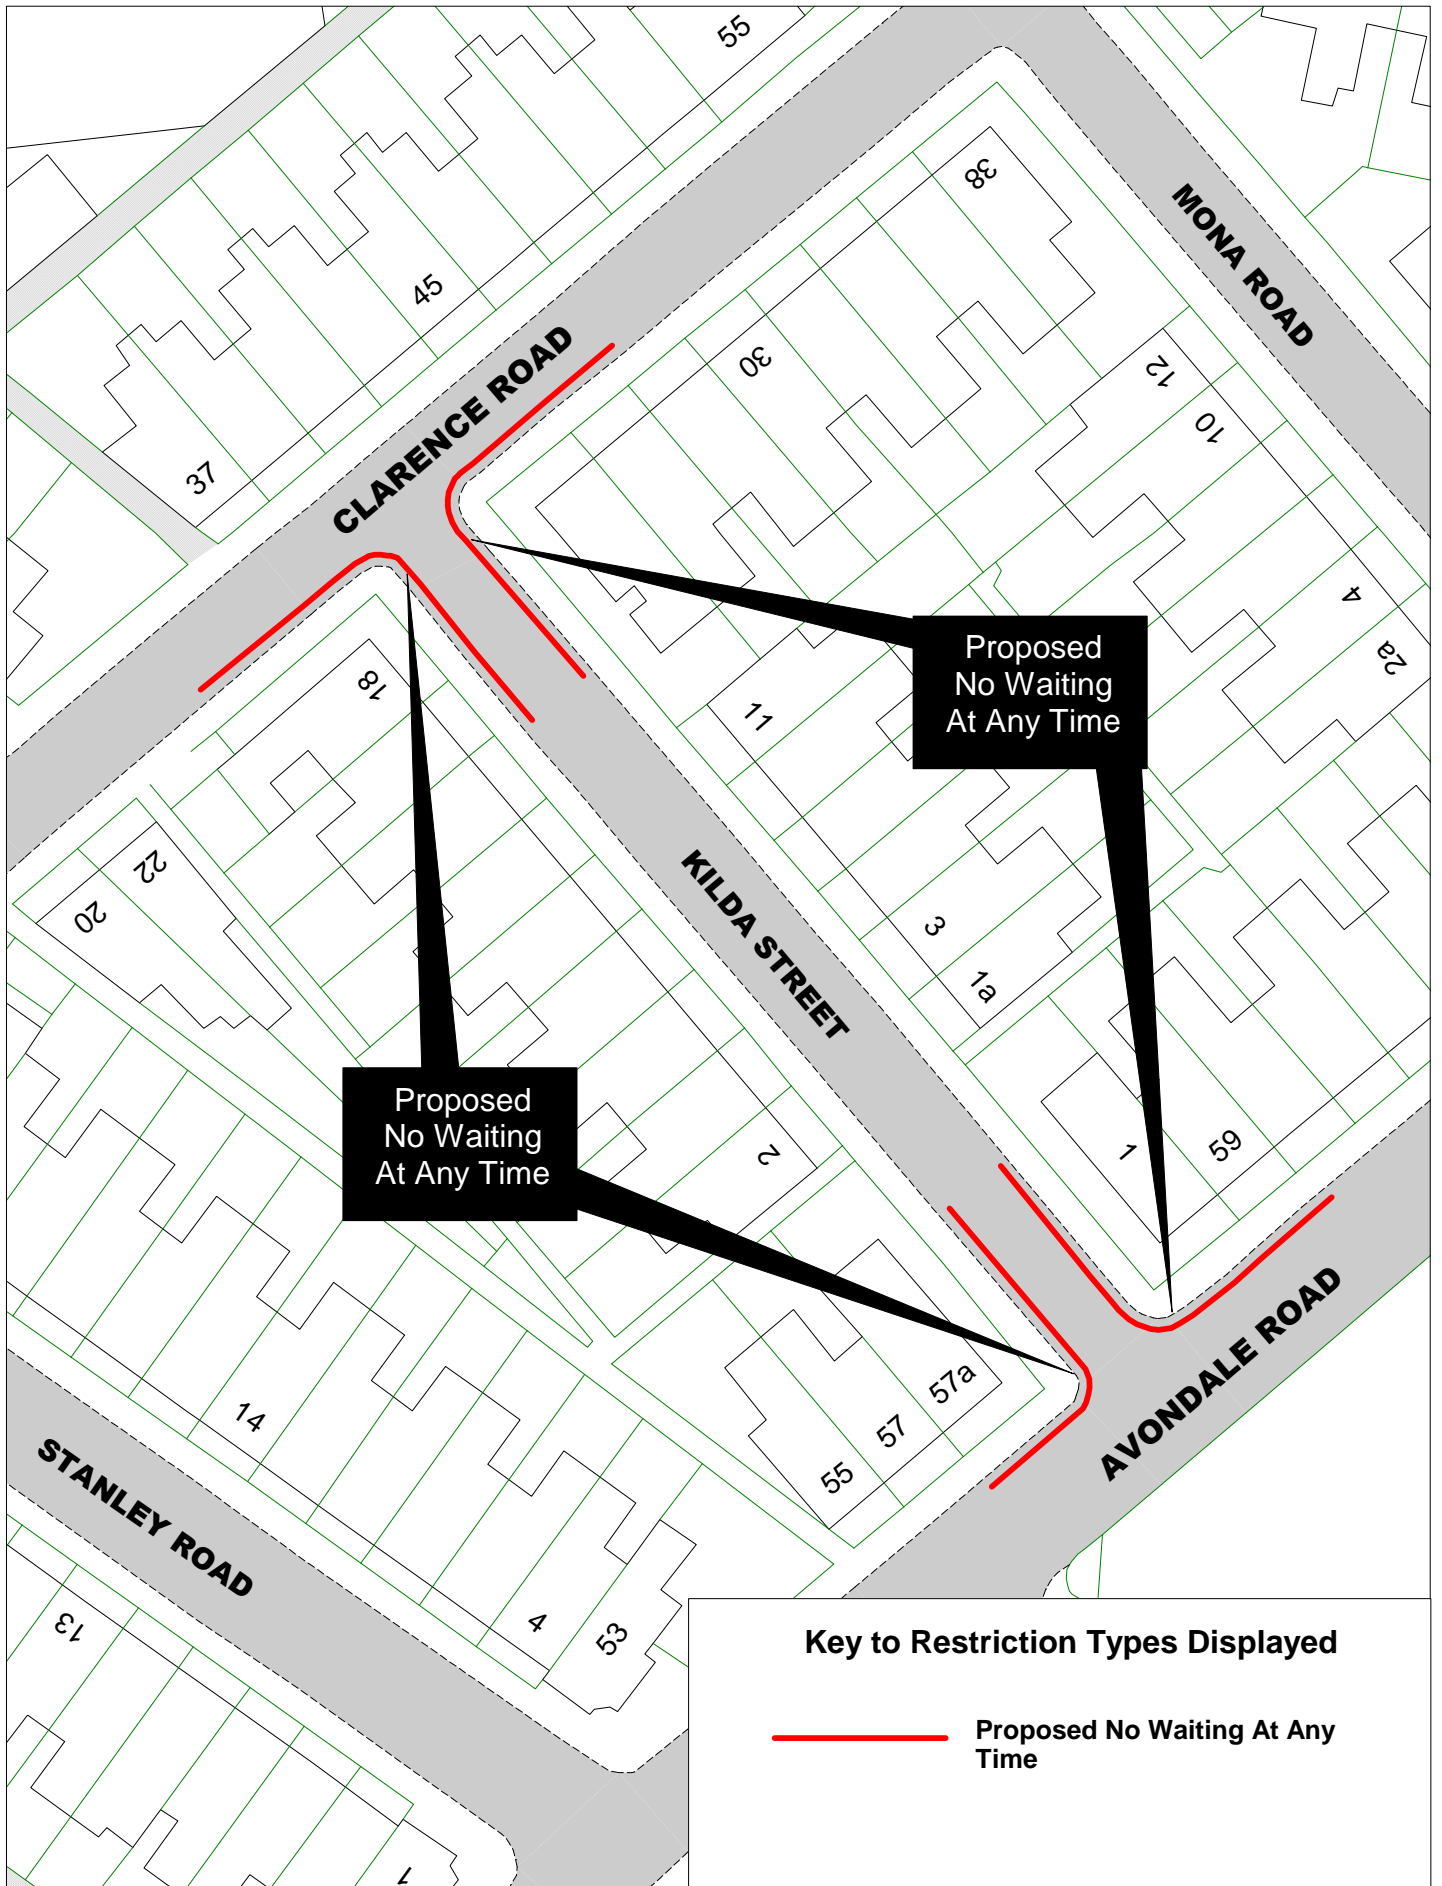 55
38
MONA ROAD
45
CLARENCE ROAD
30
12
10
37
4
2a
18
Proposed
No Waiting
At Any Time
11
22
20
KILDA STREET
3
1a
Proposed
No Waiting
At Any Time
2
1
59
57a
57
55
AVONDALE ROAD
14
STANLEY ROAD
4
53
13
1
Key to Restriction Types Displayed
Proposed No Waiting At Any
Time